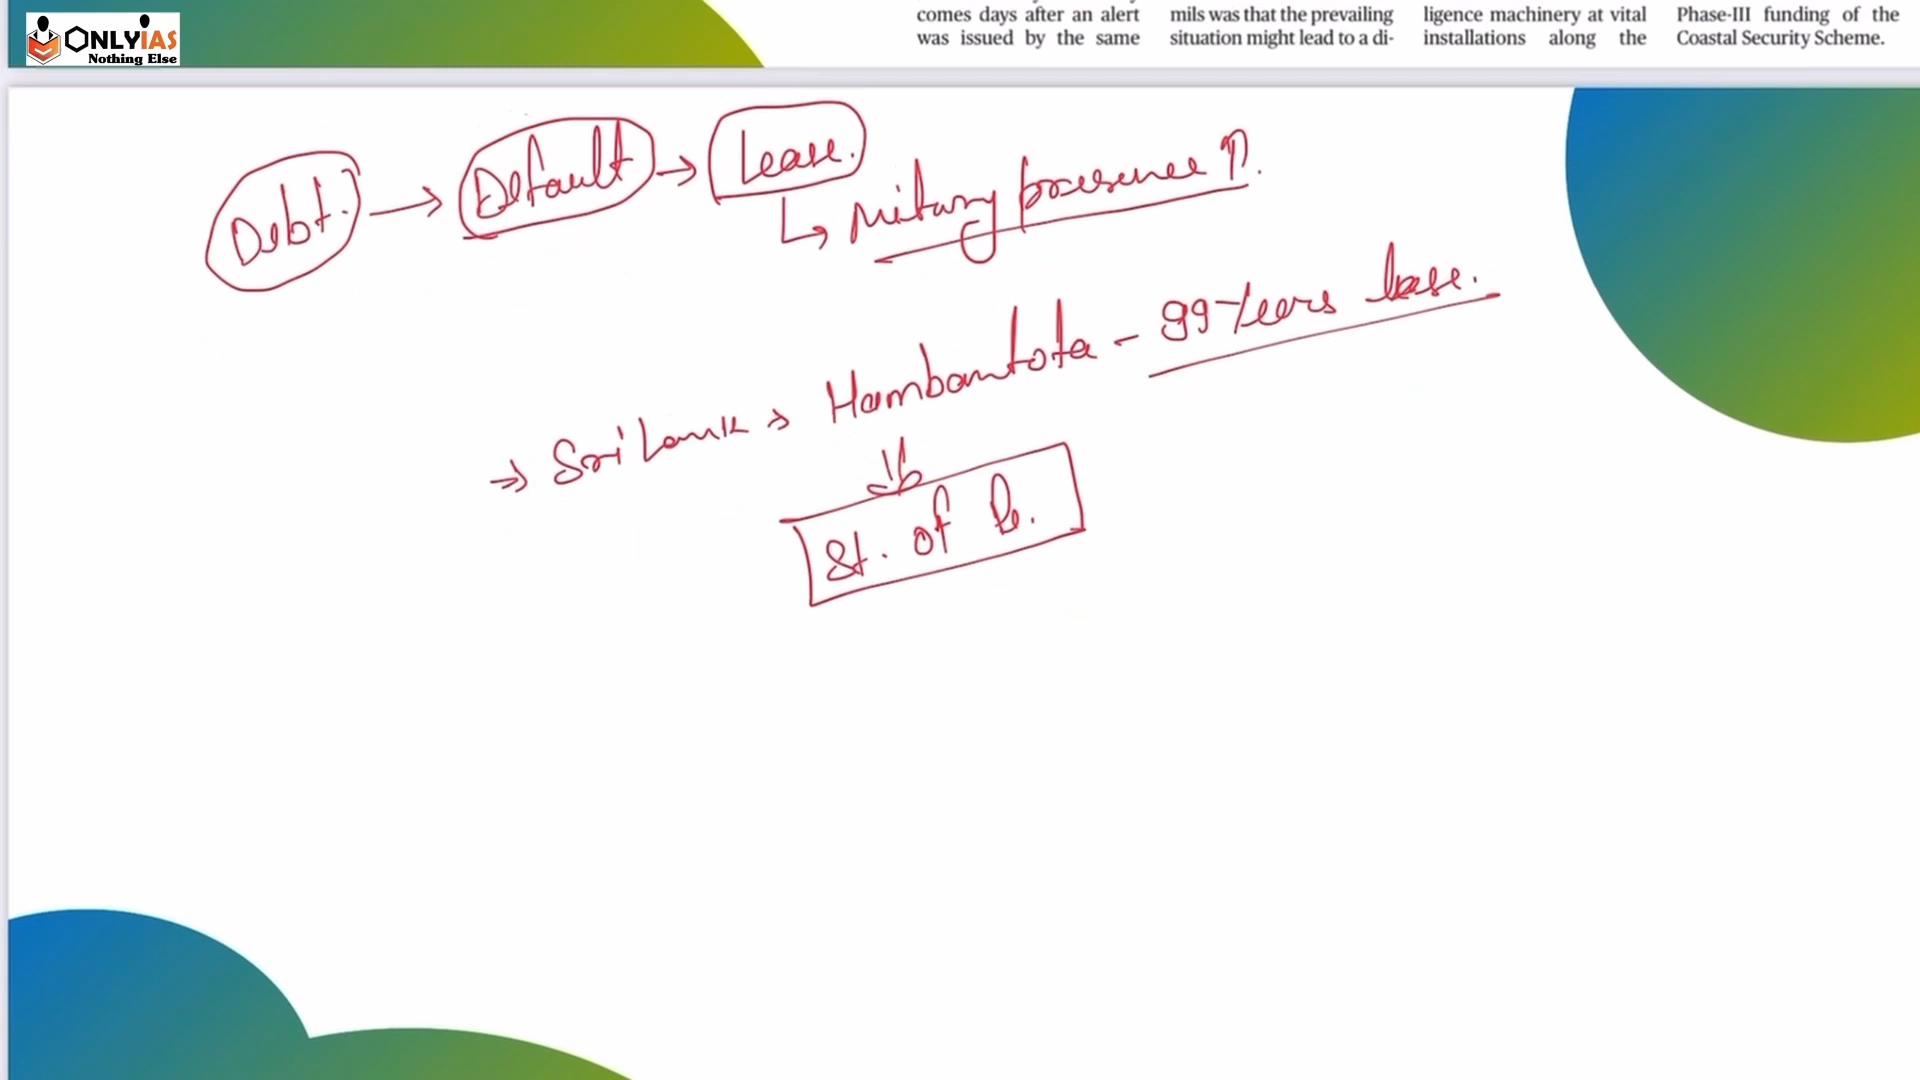 ONLYIAS
Nothing Else
comes days after an alert
was issued by the same
mils was that the prevailing
situation might lead to a di-
ligence machinery at vital
installations along the
Phase-III funding of the
Coastal Security Scheme.
Debt. → Default → Lease.
↳ Military presence ↑.
⇒ Sri Lank → Hambantota - 99 Years lease.
St. of P.